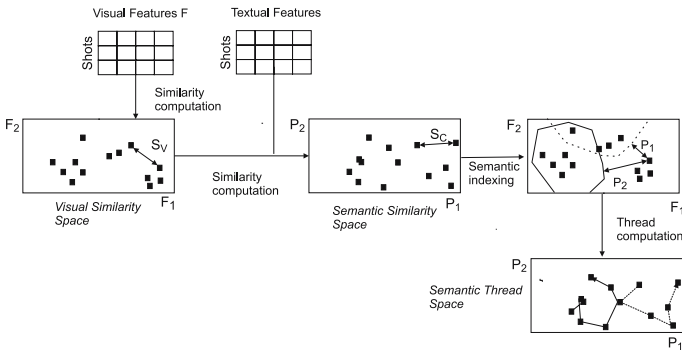 Visual Features F
Textual Features
Shots
Shots
Similarity
computation
F2
SV
F1
Visual Similarity
Space
Similarity
computation
P2
SC
P1
Semantic Similarity
Space
Semantic
indexing
F2
P1
P2
F1
Thread
computation
P2
Semantic Thread
Space
P1